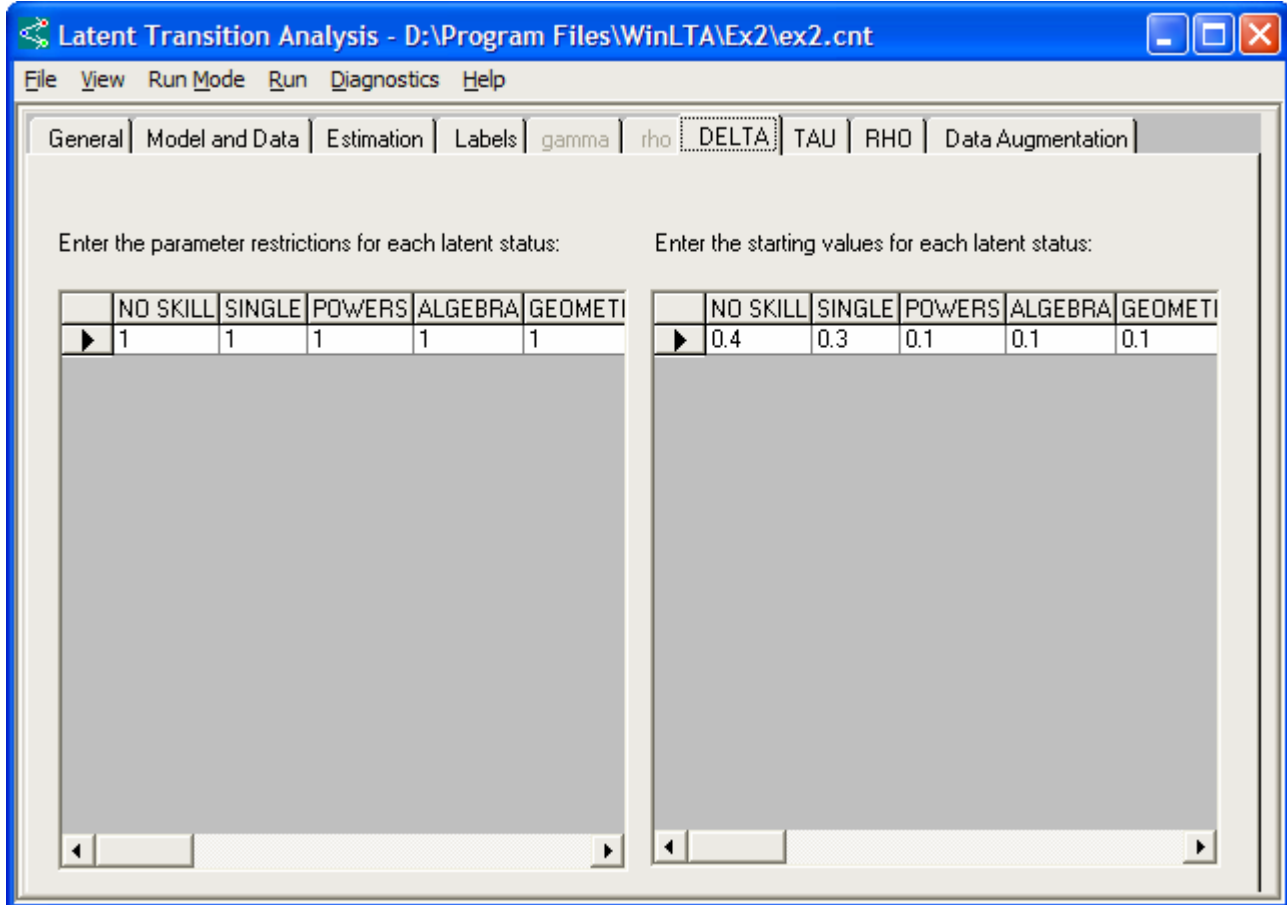 Latent Transition Analysis - D:\Program Files\WinLTA\Ex2\ex2.cnt
File View Run Mode Run Diagnostics Help
General Model and Data Estimation Labels gamma rho DELTA TAU RHO Data Augmentation
Enter the parameter restrictions for each latent status: Enter the starting values for each latent status:
NO SKILL SINGLE POWERS ALGEBRA GEOMETI NO SKILL SINGLE POWERS ALGEBRA GEOMETI
1 1 1 1 1 0.4 0.3 0.1 0.1 0.1